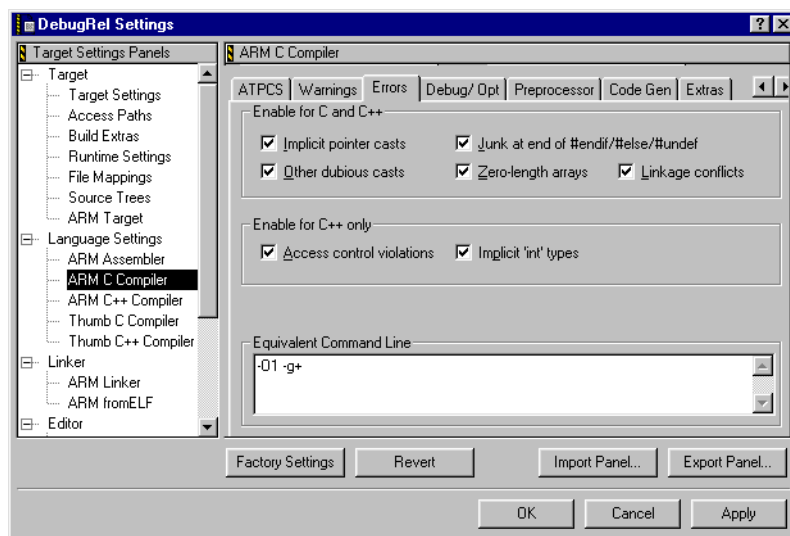 DebugRel Settings
Target Settings Panels
Target
Target Settings
Access Paths
Build Extras
Runtime Settings
File Mappings
Source Trees
ARM Target
Language Settings
ARM Assembler
ARM C Compiler
ARM C++ Compiler
Thumb C Compiler
Thumb C++ Compiler
Linker
ARM Linker
ARM fromELF
Editor
ARM C Compiler
ATPCS Warnings Errors Debug/ Opt Preprocessor Code Gen Extras
Enable for C and C++
Implicit pointer casts Junk at end of #endif/#else/#undef
Other dubious casts Zero-length arrays Linkage conflicts
Enable for C++ only
Access control violations Implicit 'int' types
Equivalent Command Line
-O1 -g+
Factory Settings Revert Import Panel... Export Panel...
OK Cancel Apply